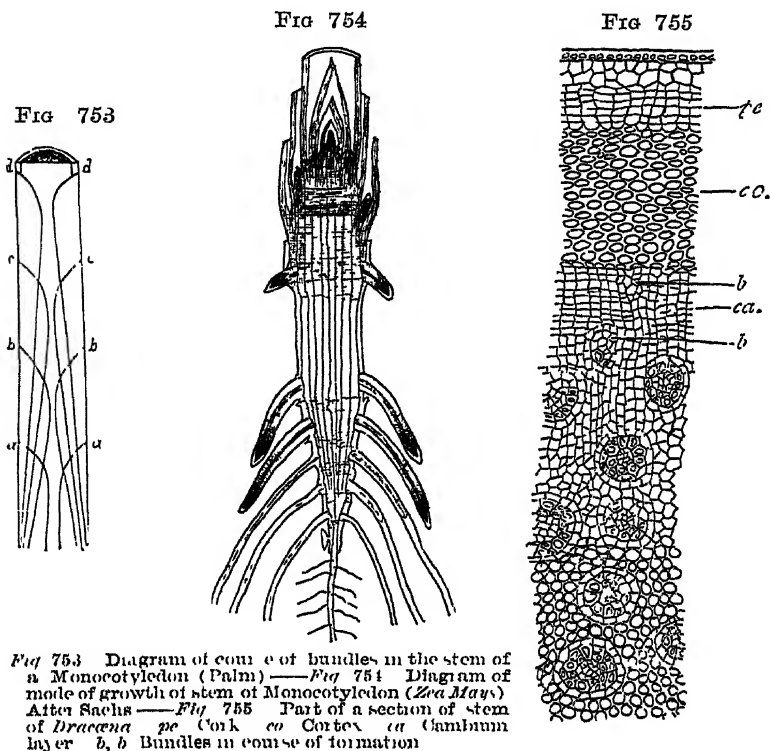 Fig 754
Fig 755
Fig 753
d d
c c
b b
a a
pe
co.
b
ca.
b
Fig 753 Diagram of course of bundles in the stem of
a Monocotyledon (Palm)——Fig 754 Diagram of
mode of growth of stem of Monocotyledon (Zea Mays)
After Sachs——Fig 755 Part of a section of stem
of Dracæna pe Cork co Cortex ca Cambium
layer b, b Bundles in course of formation